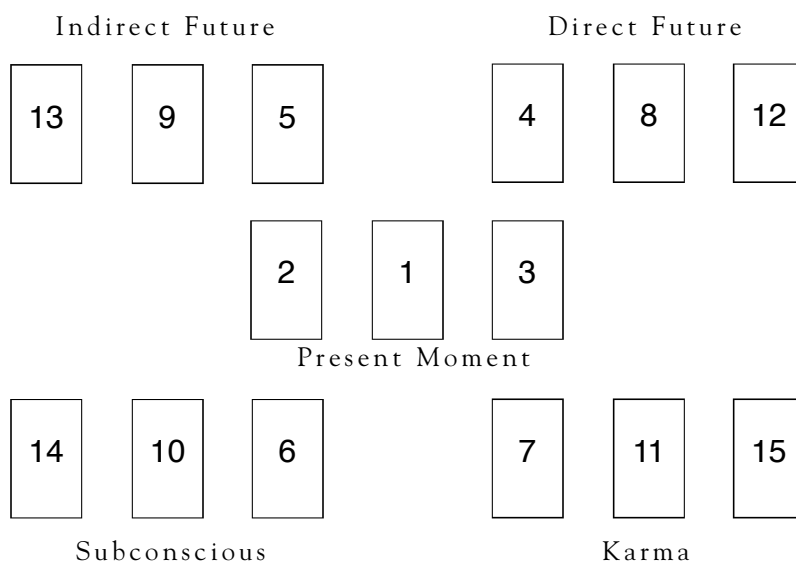 Indirect Future Direct Future
13 9 5 4 8 12
2 1 3
Present Moment
14 10 6 7 11 15
Subconscious Karma